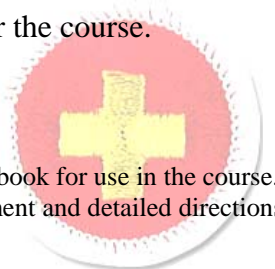 r the course.
book for use in the course.
ment and detailed directions